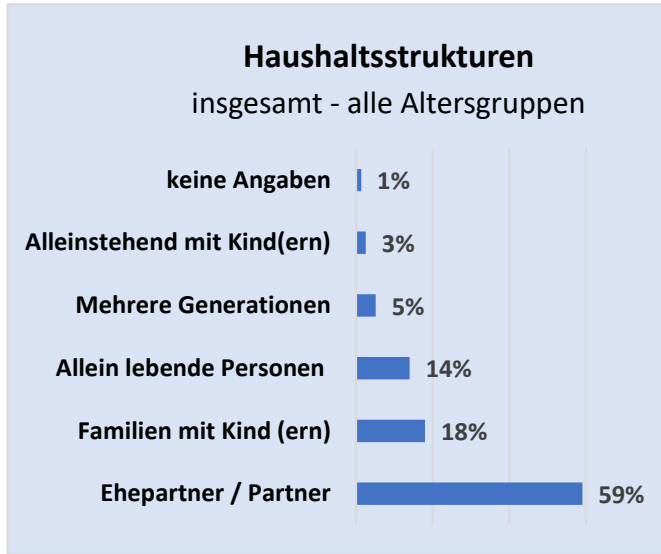 Haushaltsstrukturen
insgesamt - alle Altersgruppen
keine Angaben 1%
Alleinstehend mit Kind(ern) 3%
Mehrere Generationen 5%
Allein lebende Personen 14%
Familien mit Kind (ern) 18%
Ehepartner / Partner 59%